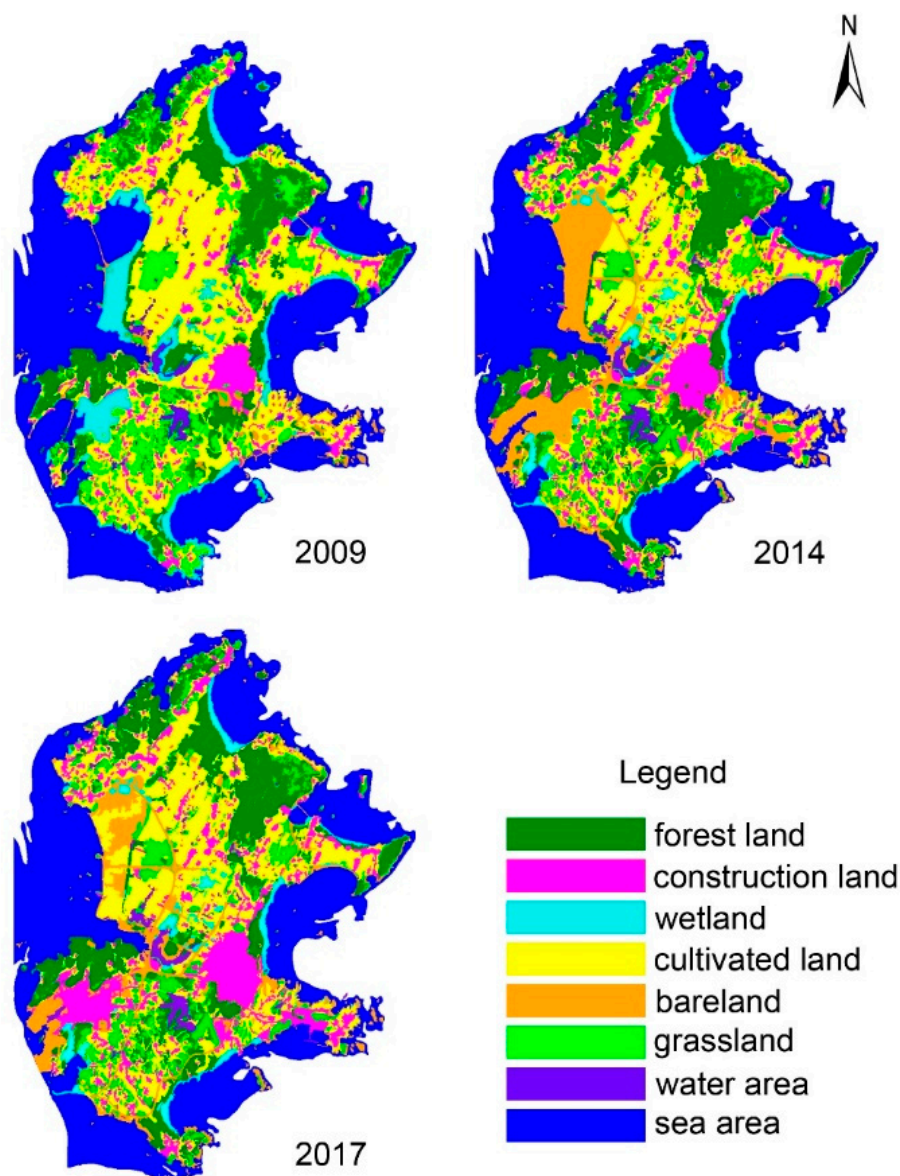 N
2009
2014
2017
Legend
forest land
construction land
wetland
cultivated land
bareland
grassland
water area
sea area